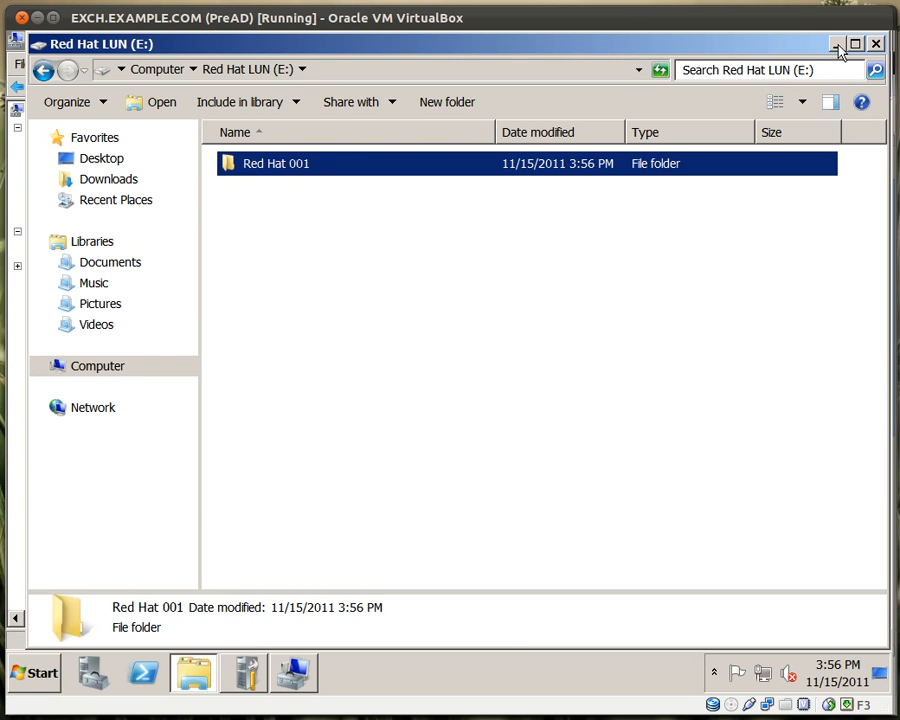 EXCH.EXAMPLE.COM (PreAD) [Running] - Oracle VM VirtualBox
Red Hat LUN (E:)
Computer Red Hat LUN (E:) Search Red Hat LUN (E:)
Organize Open Include in library Share with New folder
Name Date modified Type Size
Red Hat 001 11/15/2011 3:56 PM File folder
Favorites
Desktop
Downloads
Recent Places
Libraries
Documents
Music
Pictures
Videos
Computer
Network
Red Hat 001 Date modified: 11/15/2011 3:56 PM
File folder
Start
3:56 PM
11/15/2011
F3